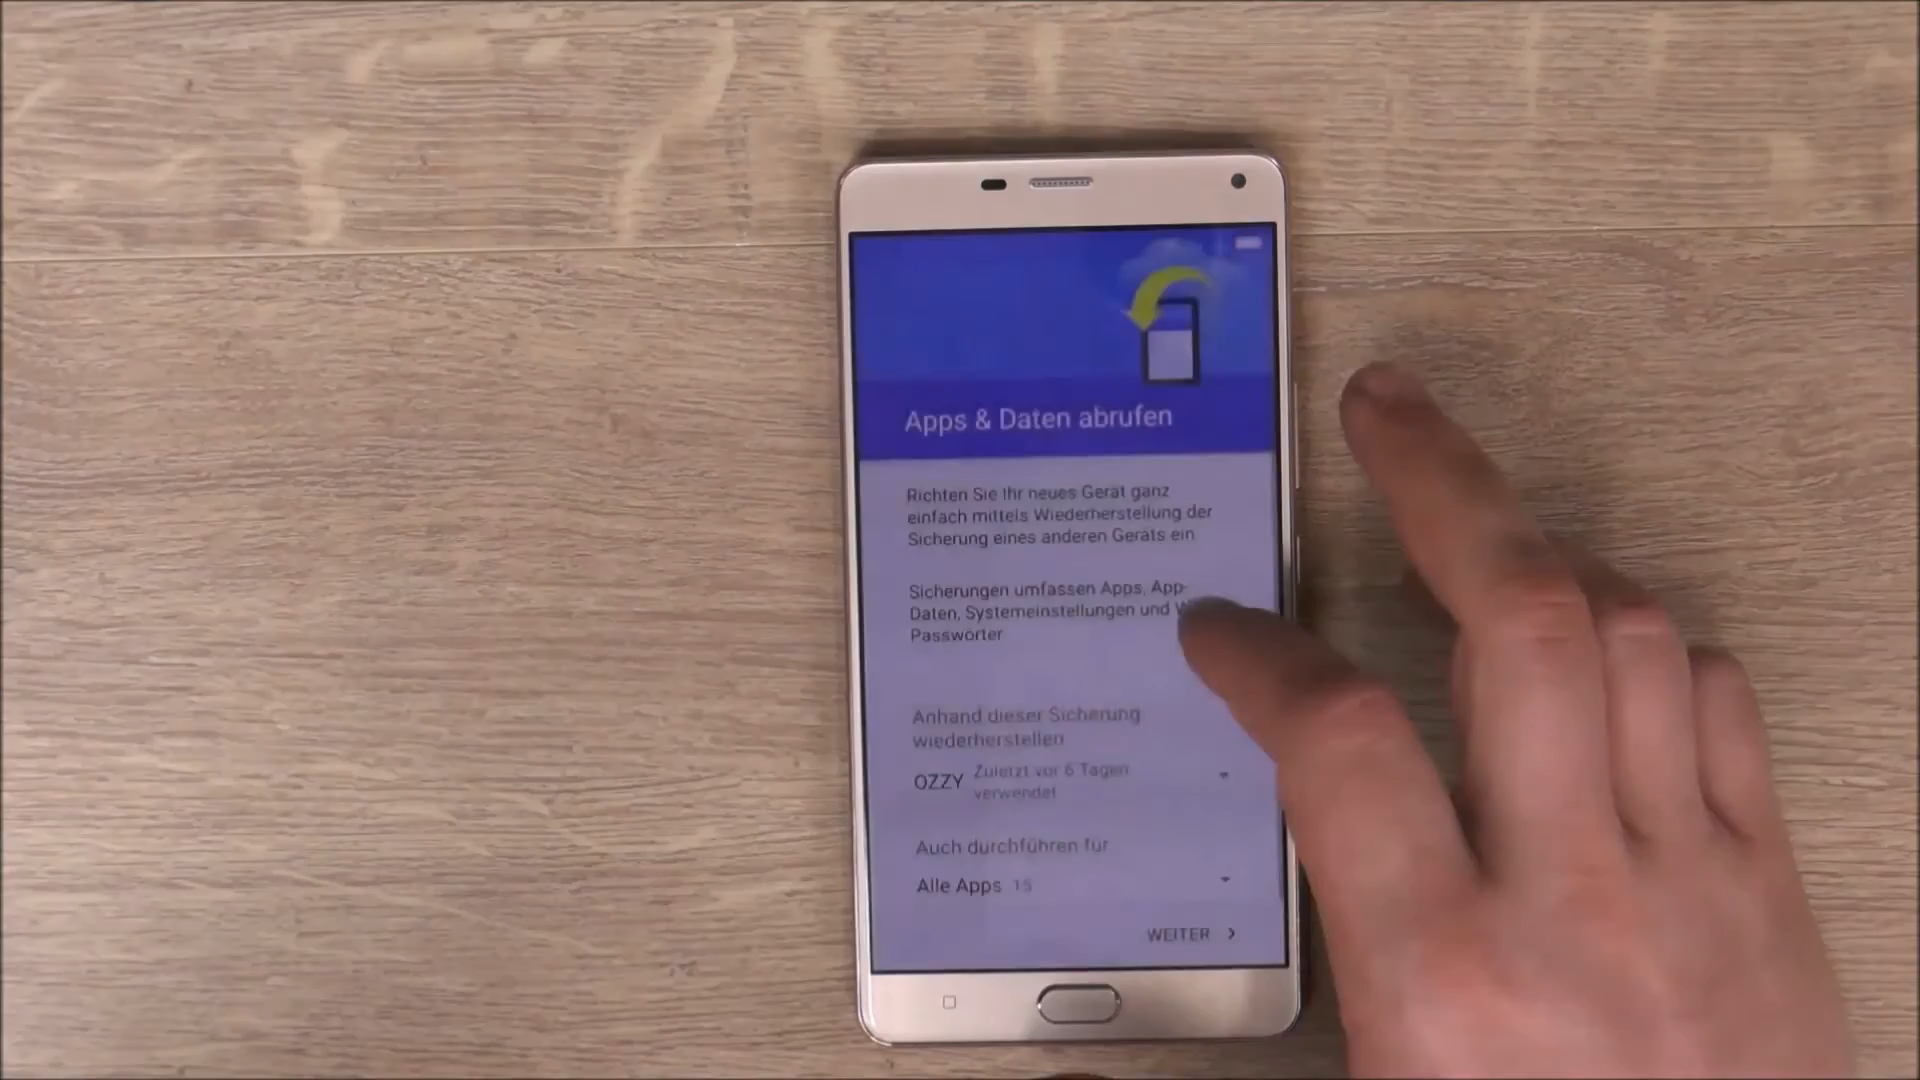 Apps & Daten abrufen
Richten Sie Ihr neues Gerät ganz
einfach mittels Wiederherstellung der
Sicherung eines anderen Geräts ein
Sicherungen umfassen Apps, App-
Daten, Systemeinstellungen und
Passwörter
Anhand dieser Sicherung
wiederherstellen
OZZY Zuletzt vor 6 Tagen
verwendet
Auch durchführen für
Alle Apps 15
WEITER